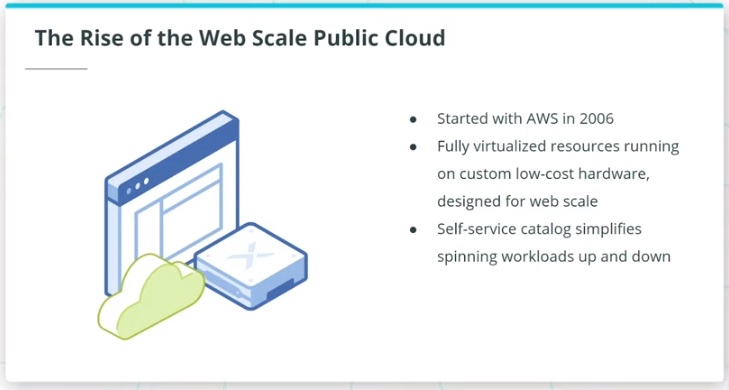 The Rise of the Web Scale Public Cloud
● Started with AWS in 2006
● Fully virtualized resources running
on custom low-cost hardware,
designed for web scale
● Self-service catalog simplifies
spinning workloads up and down